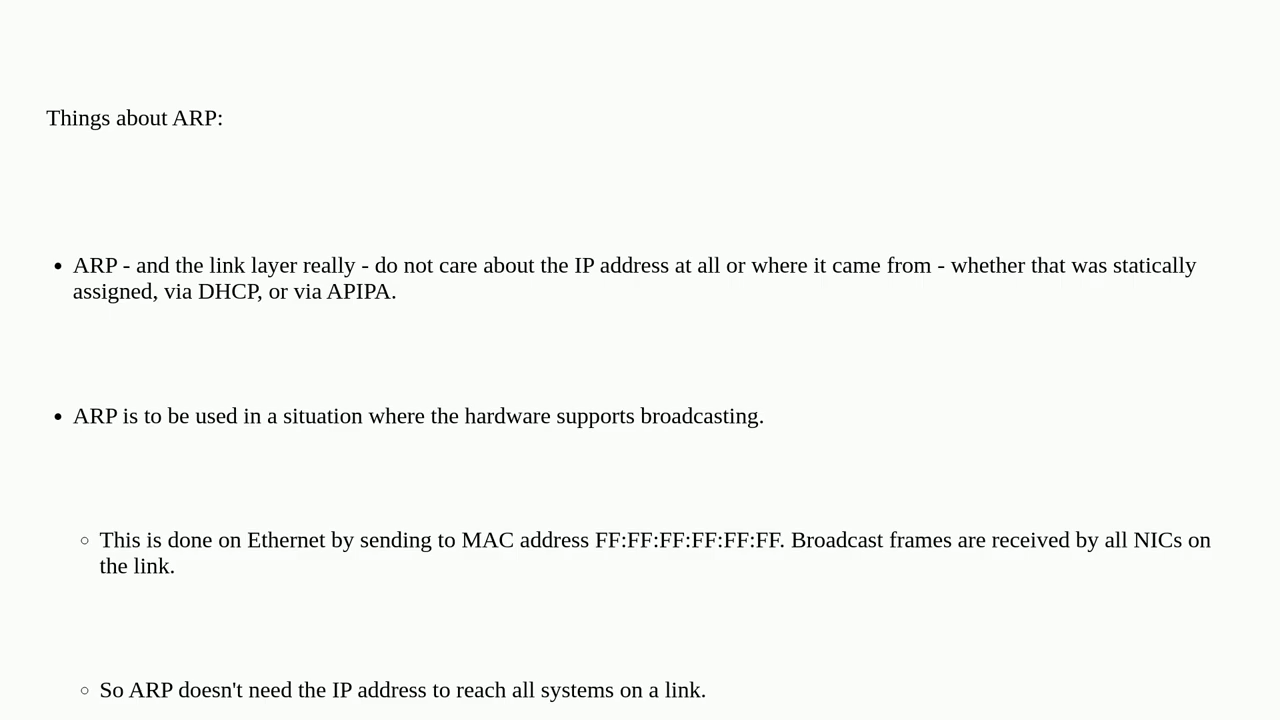 Things about ARP:
• ARP - and the link layer really - do not care about the IP address at all or where it came from - whether that was statically
assigned, via DHCP, or via APIPA.
• ARP is to be used in a situation where the hardware supports broadcasting.
○ This is done on Ethernet by sending to MAC address FF:FF:FF:FF:FF:FF. Broadcast frames are received by all NICs on
the link.
○ So ARP doesn't need the IP address to reach all systems on a link.